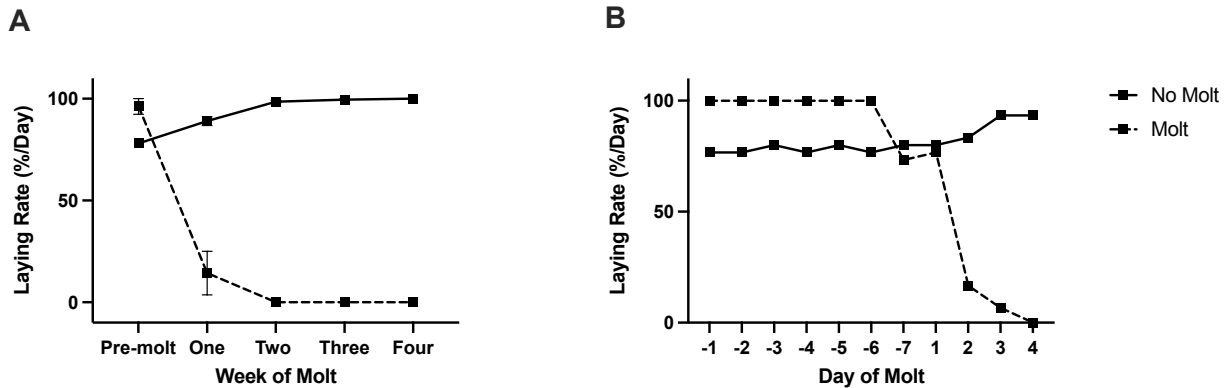 A
Laying Rate (%/Day)
100
50
0
Pre-molt One Two Three Four
Week of Molt
B
Laying Rate (%/Day)
100
50
0
-1 -2 -3 -4 -5 -6 -7 1 2 3 4
Day of Molt
No Molt
Molt